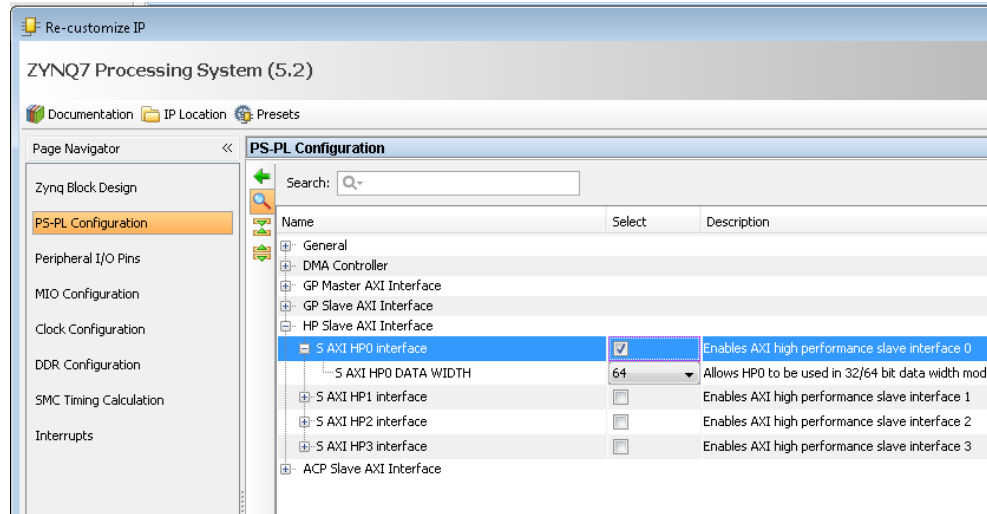 Re-customize IP
ZYNQ7 Processing System (5.2)
Documentation IP Location Presets
Page Navigator «
Zynq Block Design
PS-PL Configuration
Peripheral I/O Pins
MIO Configuration
Clock Configuration
DDR Configuration
SMC Timing Calculation
Interrupts
PS-PL Configuration
Search:
Name Select Description
General
DMA Controller
GP Master AXI Interface
GP Slave AXI Interface
HP Slave AXI Interface
S AXI HP0 interface Enables AXI high performance slave interface 0
S AXI HP0 DATA WIDTH 64 Allows HP0 to be used in 32/64 bit data width mod
S AXI HP1 interface Enables AXI high performance slave interface 1
S AXI HP2 interface Enables AXI high performance slave interface 2
S AXI HP3 interface Enables AXI high performance slave interface 3
ACP Slave AXI Interface